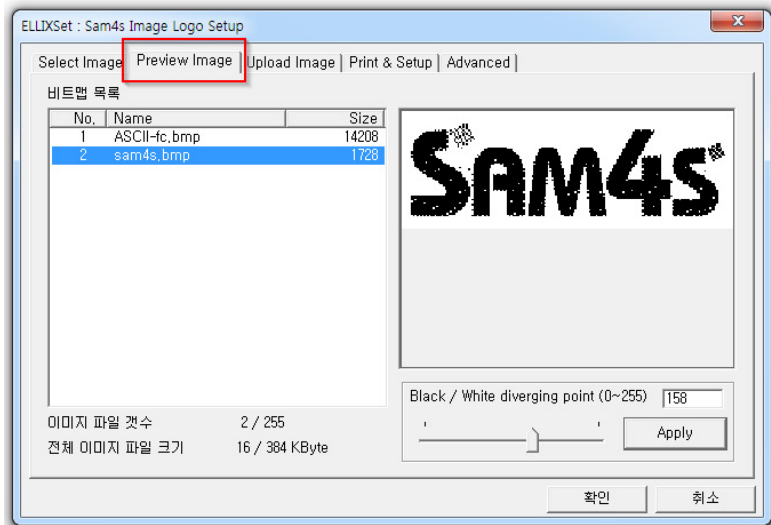 ELLIXSet : Sam4s Image Logo Setup
Select Image Preview Image Upload Image Print & Setup Advanced
비트맵 목록
No, Name Size
1 ASCII-fc,bmp 14208
2 sam4s,bmp 1728
SAM4S
이미지 파일 갯수 2 / 255
전체 이미지 파일 크기 16 / 384 KByte
Black / White diverging point (0~255) 158
Apply
확인 취소